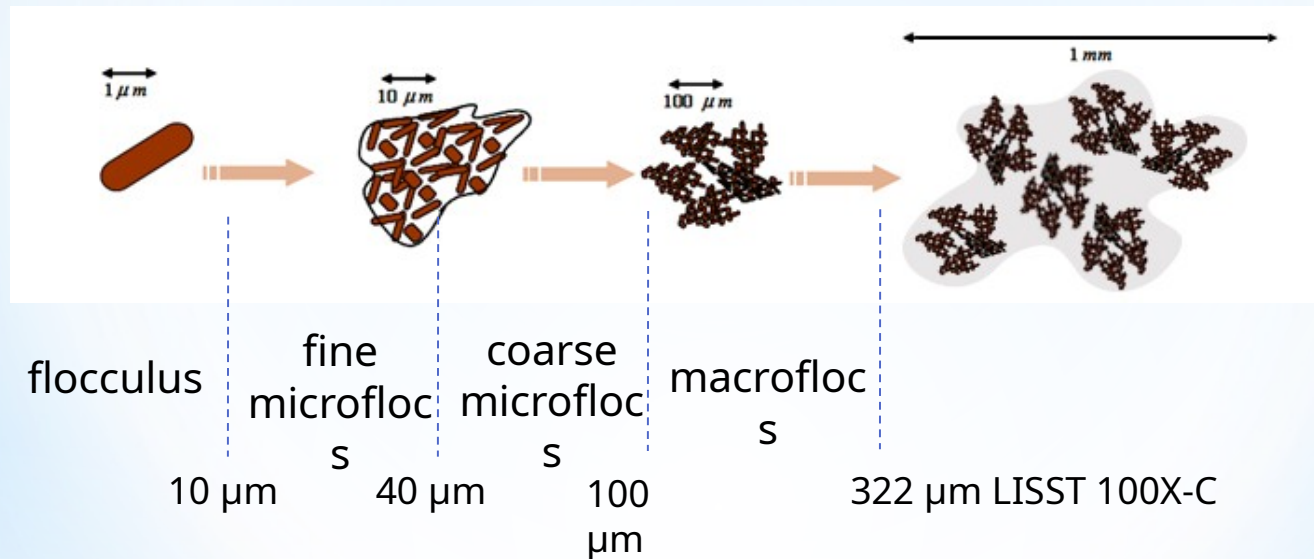 1 μm
10 μm
100 μm
1 mm
flocculus
fine
microfloc
s
coarse
microfloc
s
macrofloc
s
10 µm
40 µm
100
µm
322 µm LISST 100X-C